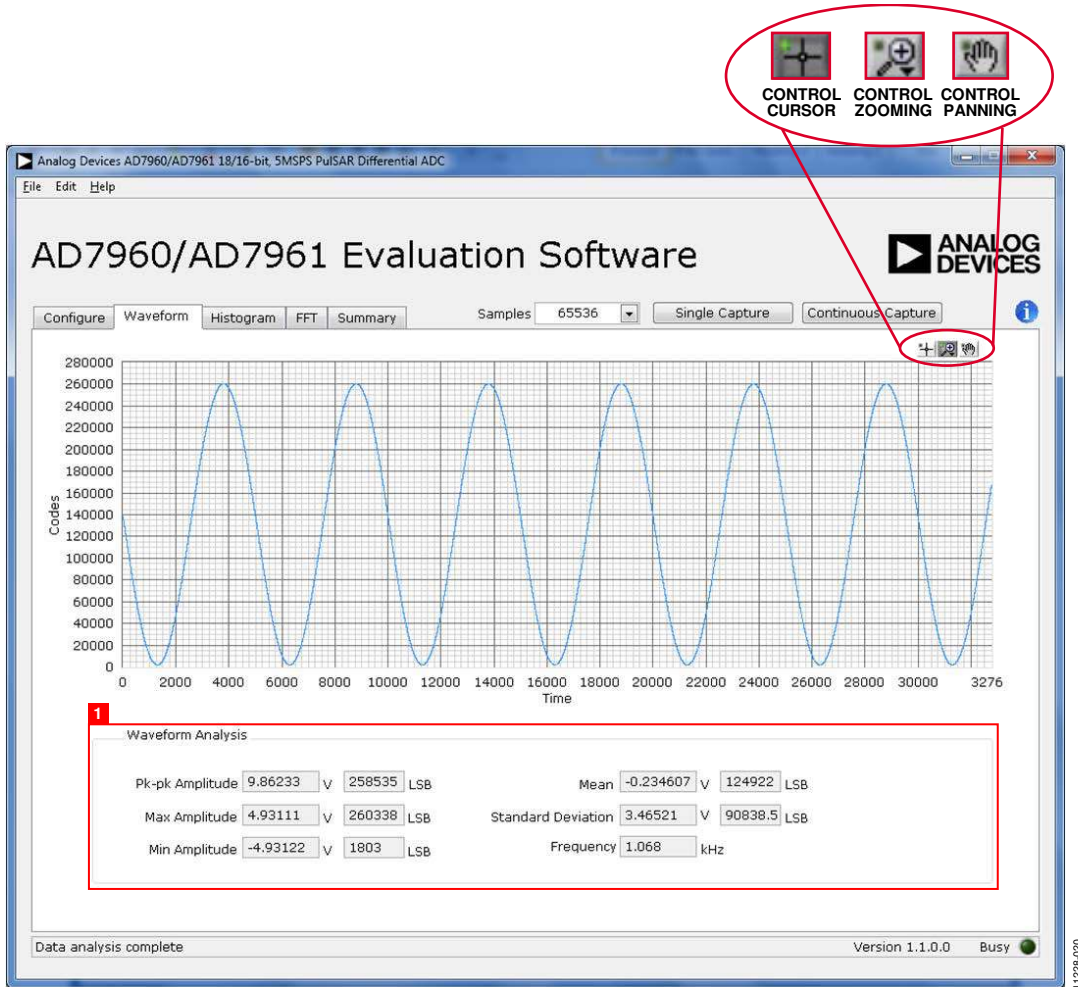 CONTROL CURSOR
CONTROL ZOOMING
CONTROL PANNING
Analog Devices AD7960/AD7961 18/16-bit, 5MSPS PulSAR Differential ADC
File Edit Help
AD7960/AD7961 Evaluation Software
ANALOG DEVICES
Configure Waveform Histogram FFT Summary Samples 65536 Single Capture Continuous Capture i
280000
260000
240000
220000
200000
180000
160000
140000
120000
100000
80000
60000
40000
20000
0
Codes
0 2000 4000 6000 8000 10000 12000 14000 16000 18000 20000 22000 24000 26000 28000 30000 3276
Time
1
Waveform Analysis
Pk-pk Amplitude 9.86233 V 258535 LSB Mean -0.234607 V 124922 LSB
Max Amplitude 4.93111 V 260338 LSB Standard Deviation 3.46521 V 90838.5 LSB
Min Amplitude -4.93122 V 1803 LSB Frequency 1.068 kHz
Data analysis complete Version 1.1.0.0 Busy